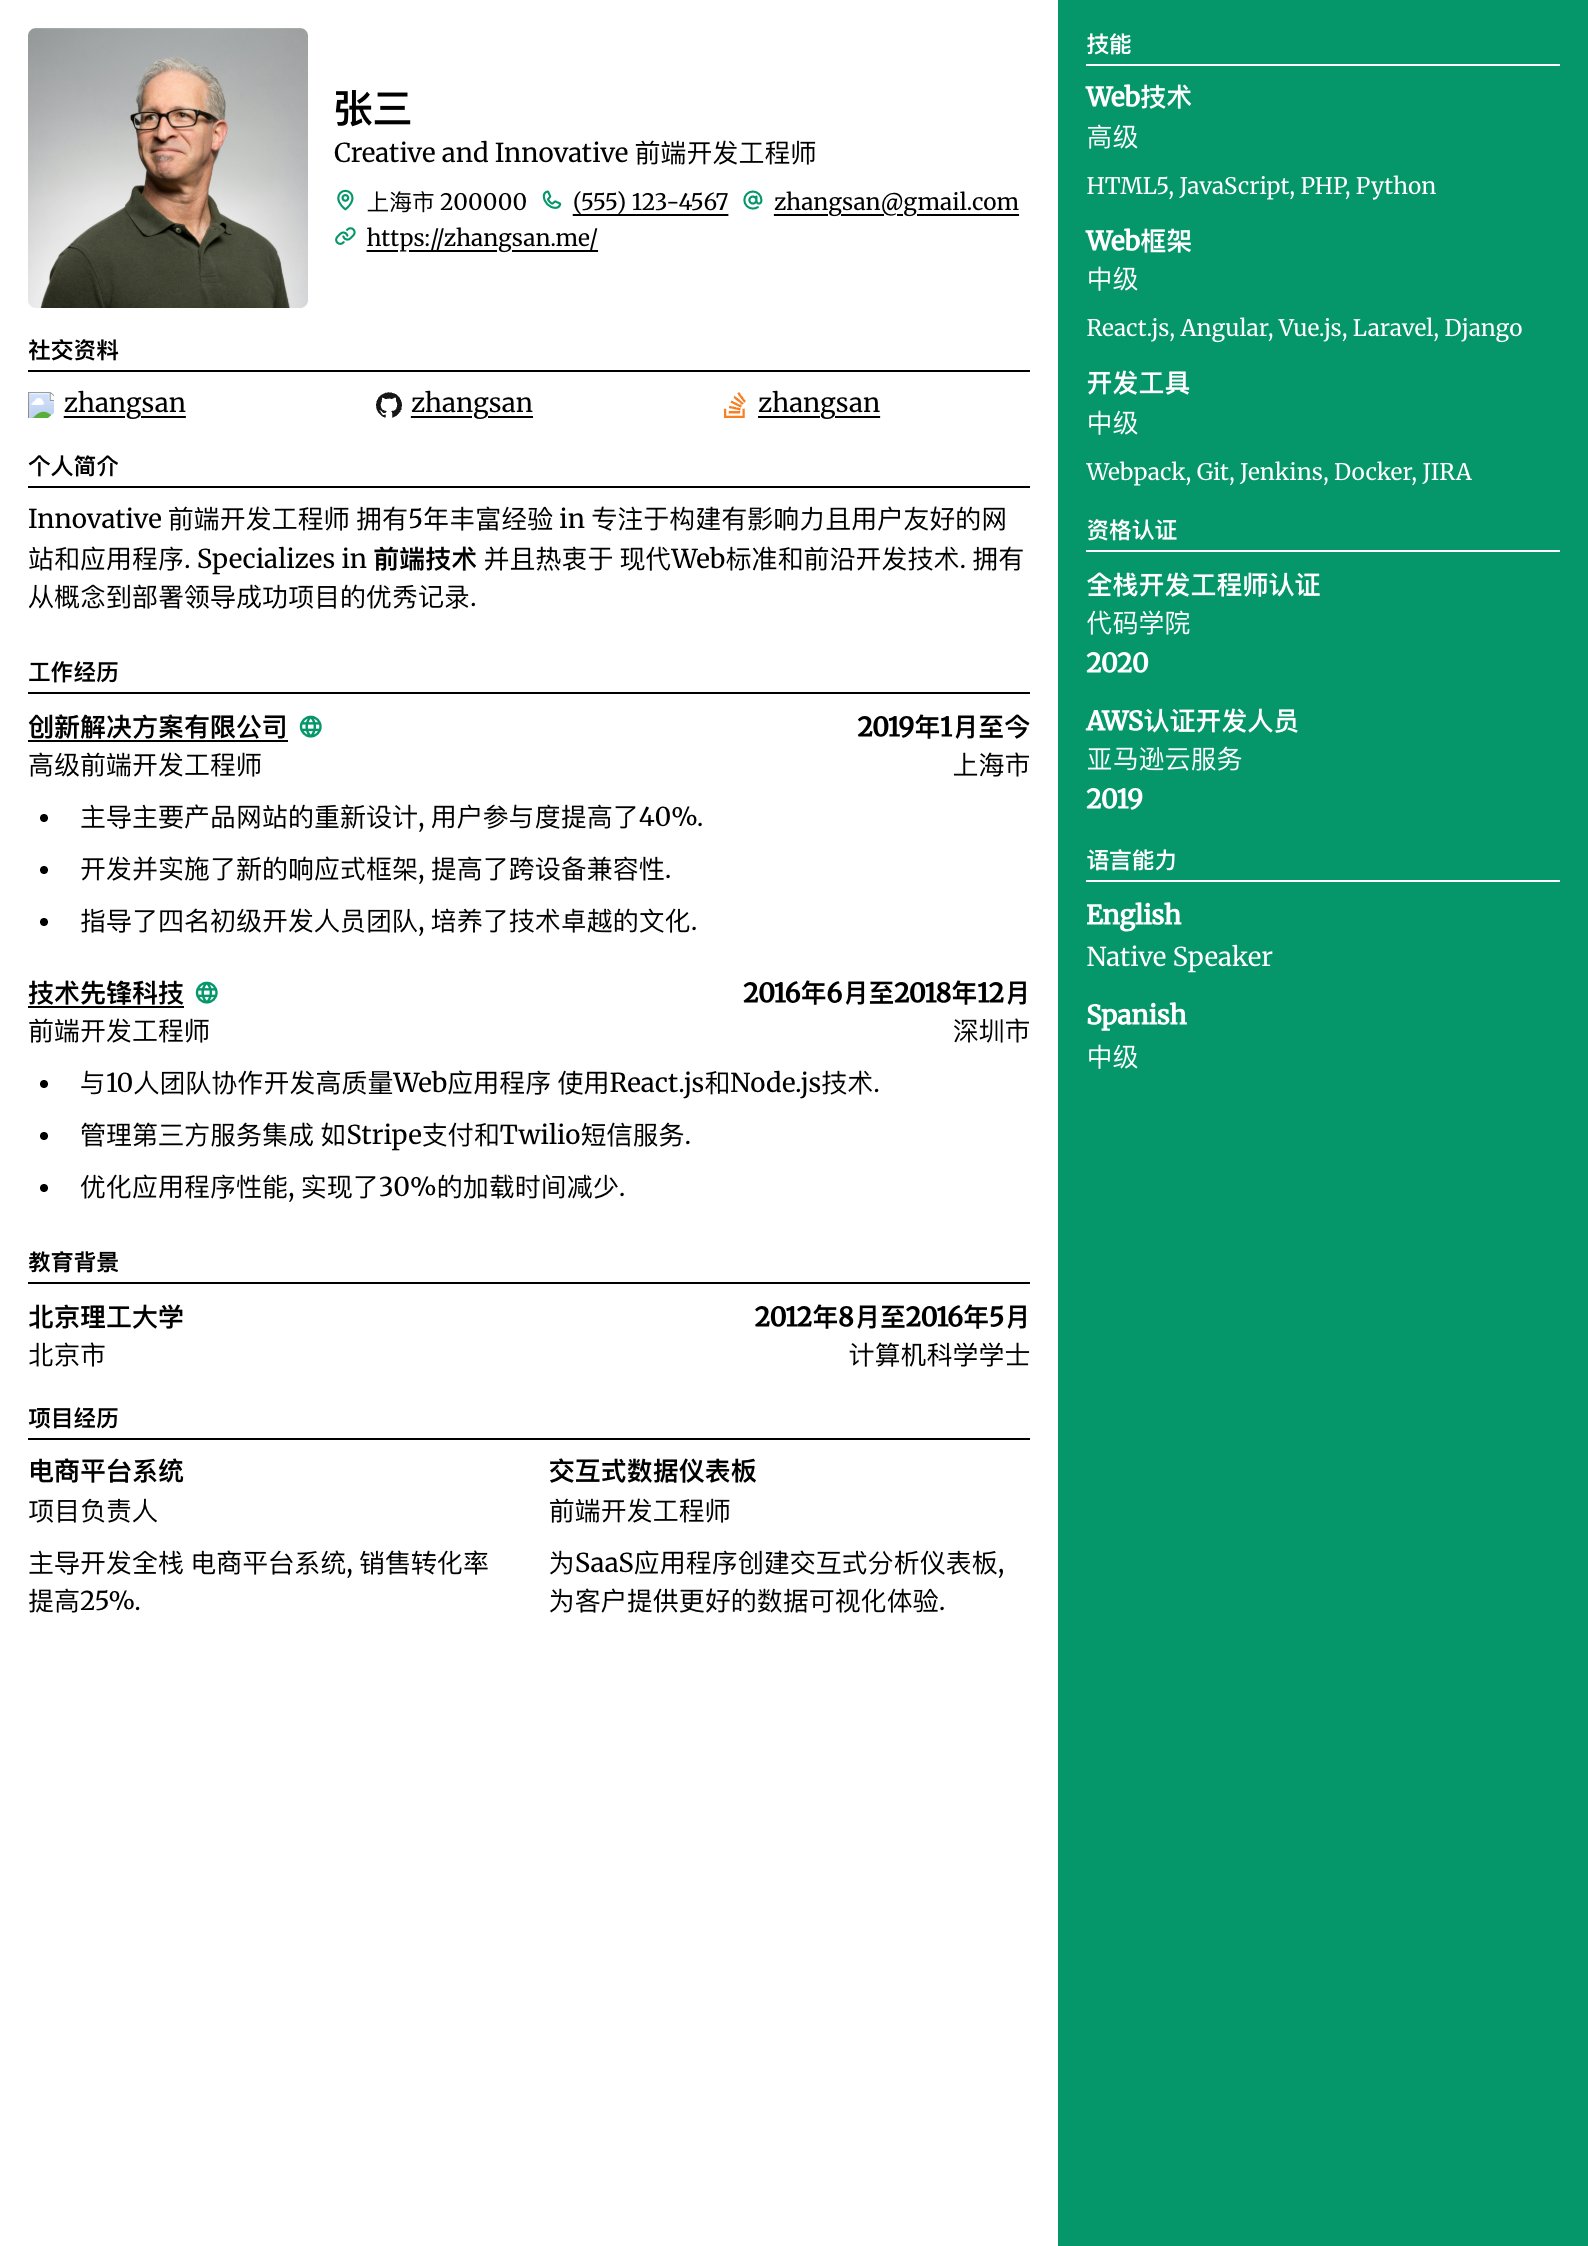 张三
Creative and Innovative 前端开发工程师
上海市 200000 (555) 123-4567 zhangsan@gmail.com
https://zhangsan.me/
社交资料
zhangsan zhangsan zhangsan
个人简介
Innovative 前端开发工程师 拥有5年丰富经验 in 专注于构建有影响力且用户友好的网
站和应用程序. Specializes in 前端技术 并且热衷于 现代Web标准和前沿开发技术. 拥有
从概念到部署领导成功项目的优秀记录.
工作经历
创新解决方案有限公司 2019年1月至今
高级前端开发工程师 上海市
• 主导主要产品网站的重新设计, 用户参与度提高了40%.
• 开发并实施了新的响应式框架, 提高了跨设备兼容性.
• 指导了四名初级开发人员团队, 培养了技术卓越的文化.
技术先锋科技 2016年6月至2018年12月
前端开发工程师 深圳市
• 与10人团队协作开发高质量Web应用程序 使用React.js和Node.js技术.
• 管理第三方服务集成 如Stripe支付和Twilio短信服务.
• 优化应用程序性能, 实现了30%的加载时间减少.
教育背景
北京理工大学 2012年8月至2016年5月
北京市 计算机科学学士
项目经历
电商平台系统
项目负责人
主导开发全栈 电商平台系统, 销售转化率
提高25%.
交互式数据仪表板
前端开发工程师
为SaaS应用程序创建交互式分析仪表板,
为客户提供更好的数据可视化体验.
技能
Web技术
高级
HTML5, JavaScript, PHP, Python
Web框架
中级
React.js, Angular, Vue.js, Laravel, Django
开发工具
中级
Webpack, Git, Jenkins, Docker, JIRA
资格认证
全栈开发工程师认证
代码学院
2020
AWS认证开发人员
亚马逊云服务
2019
语言能力
English
Native Speaker
Spanish
中级